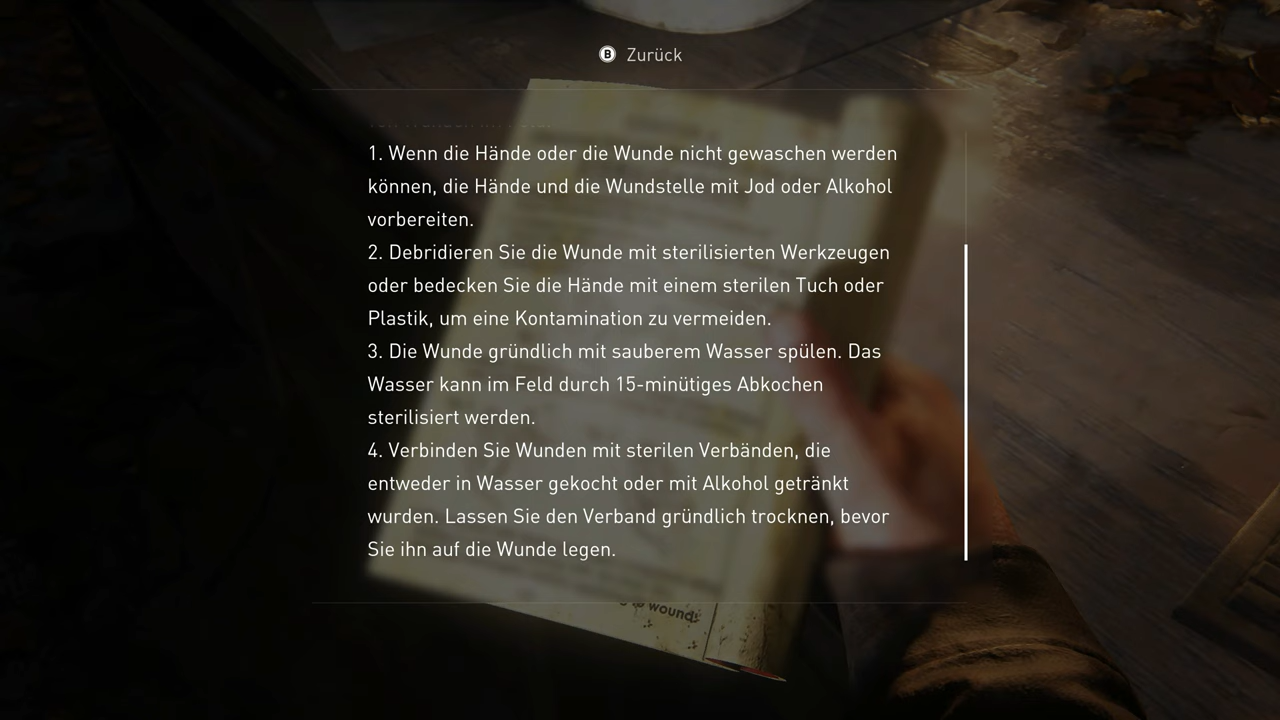 B Zurück
1. Wenn die Hände oder die Wunde nicht gewaschen werden
können, die Hände und die Wundstelle mit Jod oder Alkohol
vorbereiten.
2. Debridieren Sie die Wunde mit sterilisierten Werkzeugen
oder bedecken Sie die Hände mit einem sterilen Tuch oder
Plastik, um eine Kontamination zu vermeiden.
3. Die Wunde gründlich mit sauberem Wasser spülen. Das
Wasser kann im Feld durch 15-minütiges Abkochen
sterilisiert werden.
4. Verbinden Sie Wunden mit sterilen Verbänden, die
entweder in Wasser gekocht oder mit Alkohol getränkt
wurden. Lassen Sie den Verband gründlich trocknen, bevor
Sie ihn auf die Wunde legen.
wounds